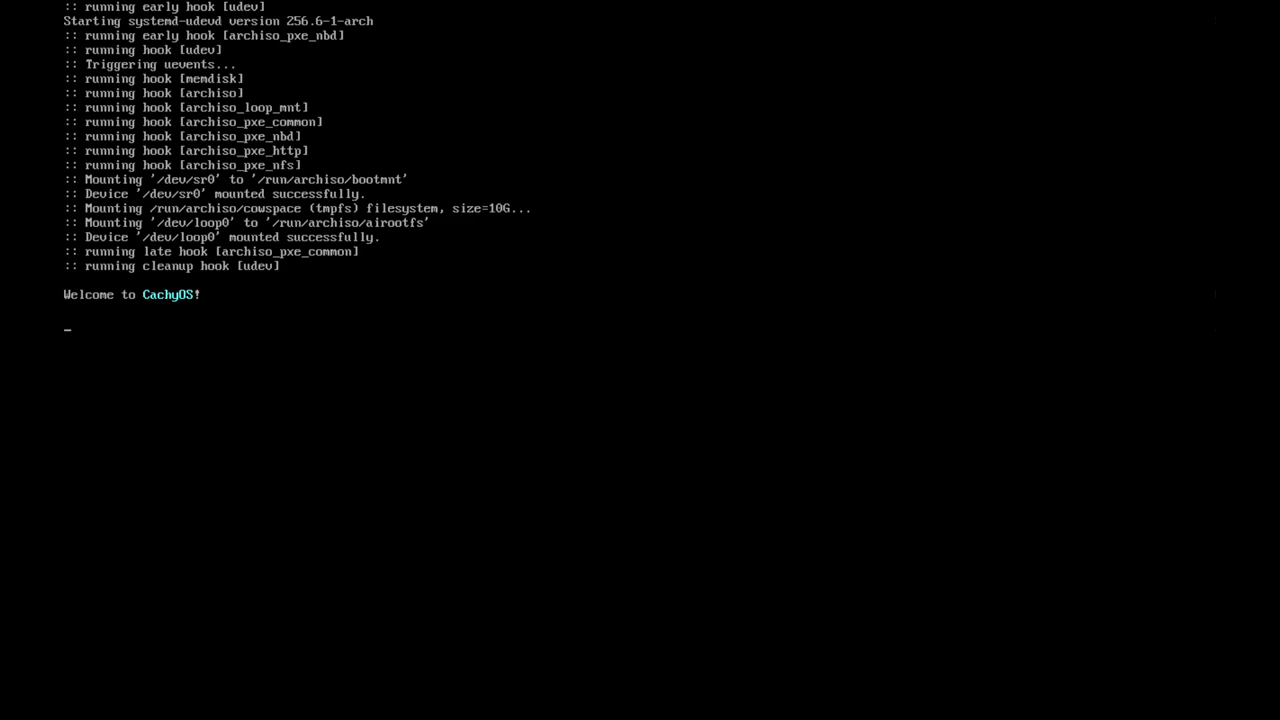 :: running early hook [udev]
Starting systemd-udevd version 256.6-1-arch
:: running early hook [archiso_pxe_nbd]
:: running hook [udev]
:: Triggering uevents...
:: running hook [memdisk]
:: running hook [archiso]
:: running hook [archiso_loop_mnt]
:: running hook [archiso_pxe_common]
:: running hook [archiso_pxe_nbd]
:: running hook [archiso_pxe_http]
:: running hook [archiso_pxe_nfs]
:: Mounting '/dev/sr0' to '/run/archiso/bootmnt'
:: Device '/dev/sr0' mounted successfully.
:: Mounting /run/archiso/cowspace (tmpfs) filesystem, size=10G...
:: Mounting '/dev/loop0' to '/run/archiso/airootfs'
:: Device '/dev/loop0' mounted successfully.
:: running late hook [archiso_pxe_common]
:: running cleanup hook [udev]
Welcome to CachyOS!